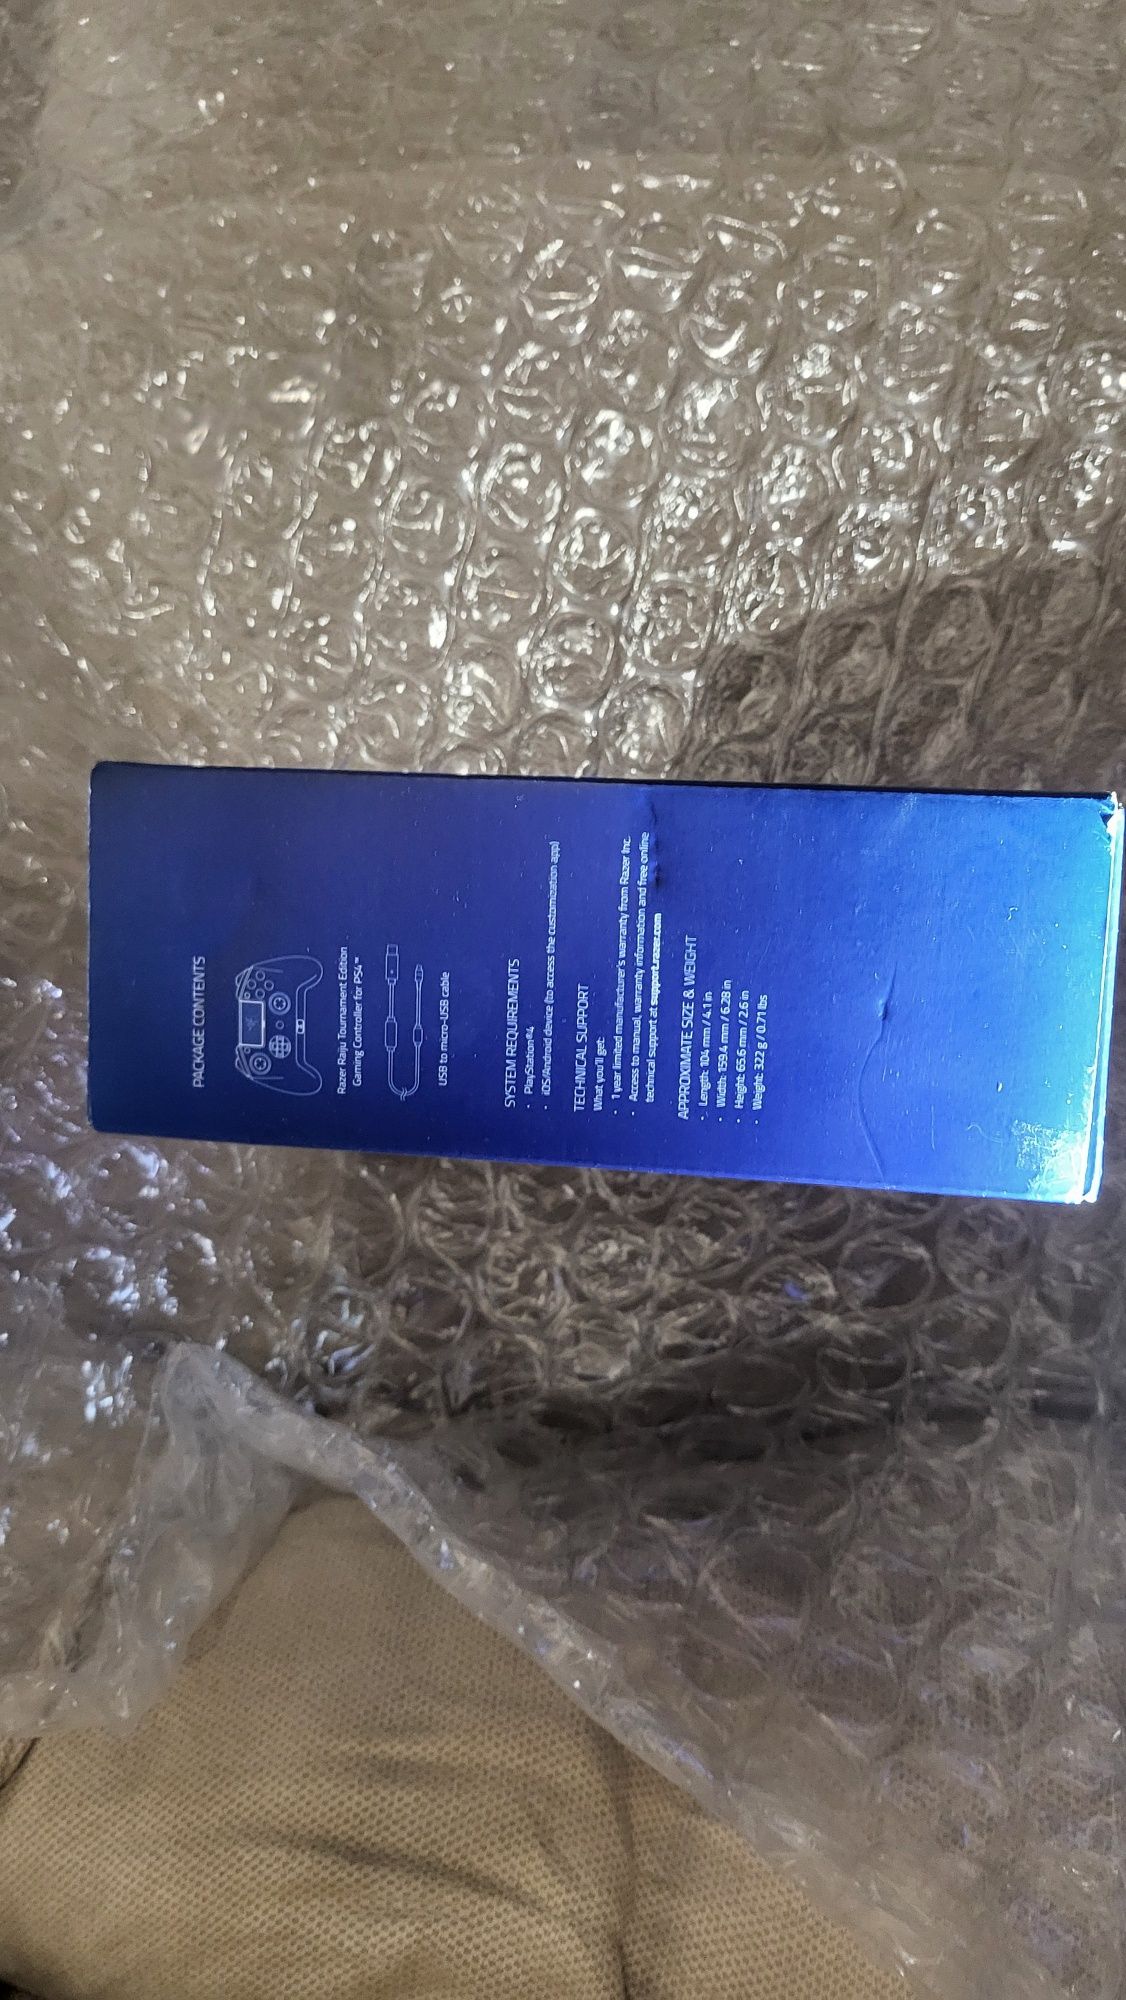 PACKAGE CONTENTS
Razer Raiju Tournament Edition
Gaming Controller for PS4™
USB to micro-USB cable
SYSTEM REQUIREMENTS
• PlayStation®4
• iOS/Android device (to access the customization app)
TECHNICAL SUPPORT
What you'll get:
• 1 year limited manufacturer's warranty from Razer Inc.
• Access to manual, warranty information and free online
technical support at support.razer.com
APPROXIMATE SIZE & WEIGHT
• Length: 104 mm / 4.1 in
• Width: 159.4 mm / 6.28 in
• Height: 65.6 mm / 2.6 in
• Weight: 322 g / 0.71 lbs